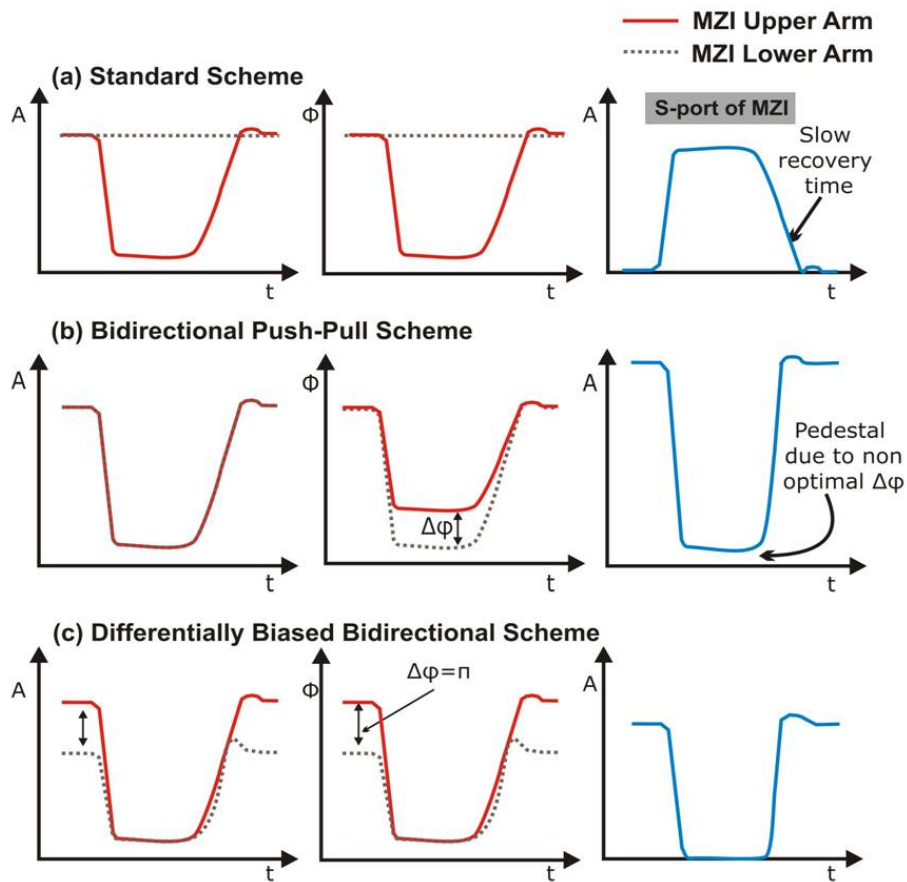 MZI Upper Arm
MZI Lower Arm
(a) Standard Scheme
A
t
Φ
t
S-port of MZI
A
Slow
recovery
time
t
(b) Bidirectional Push-Pull Scheme
A
t
Φ
Δφ
t
A
Pedestal
due to non
optimal Δφ
t
(c) Differentially Biased Bidirectional Scheme
A
t
Φ
Δφ=π
t
A
t